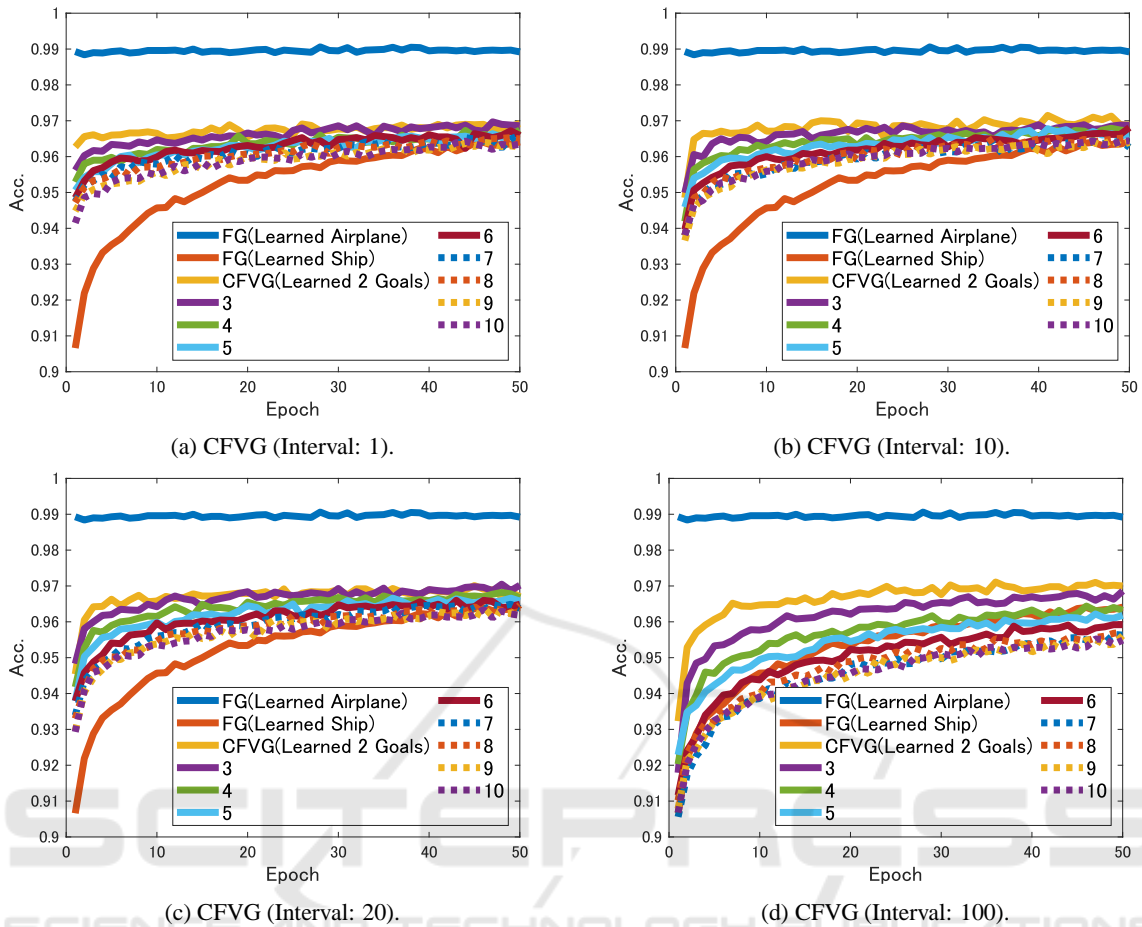 1
0.99
0.98
0.97
0.96
0.95
0.94
0.93
0.92
0.91
0.9
Acc.
FG(Learned Airplane)
FG(Learned Ship)
CFVG(Learned 2 Goals)
3
4
5
6
7
8
9
10
0 10 20 30 40 50
Epoch
(a) CFVG (Interval: 1).
1
0.99
0.98
0.97
0.96
0.95
0.94
0.93
0.92
0.91
0.9
Acc.
FG(Learned Airplane)
FG(Learned Ship)
CFVG(Learned 2 Goals)
3
4
5
6
7
8
9
10
0 10 20 30 40 50
Epoch
(b) CFVG (Interval: 10).
1
0.99
0.98
0.97
0.96
0.95
0.94
0.93
0.92
0.91
0.9
Acc.
FG(Learned Airplane)
FG(Learned Ship)
CFVG(Learned 2 Goals)
3
4
5
6
7
8
9
10
0 10 20 30 40 50
Epoch
(c) CFVG (Interval: 20).
1
0.99
0.98
0.97
0.96
0.95
0.94
0.93
0.92
0.91
0.9
Acc.
FG(Learned Airplane)
FG(Learned Ship)
CFVG(Learned 2 Goals)
3
4
5
6
7
8
9
10
0 10 20 30 40 50
Epoch
(d) CFVG (Interval: 100).
SCITEPRESS
SCIENCE AND TECHNOLOGY PUBLICATIONS